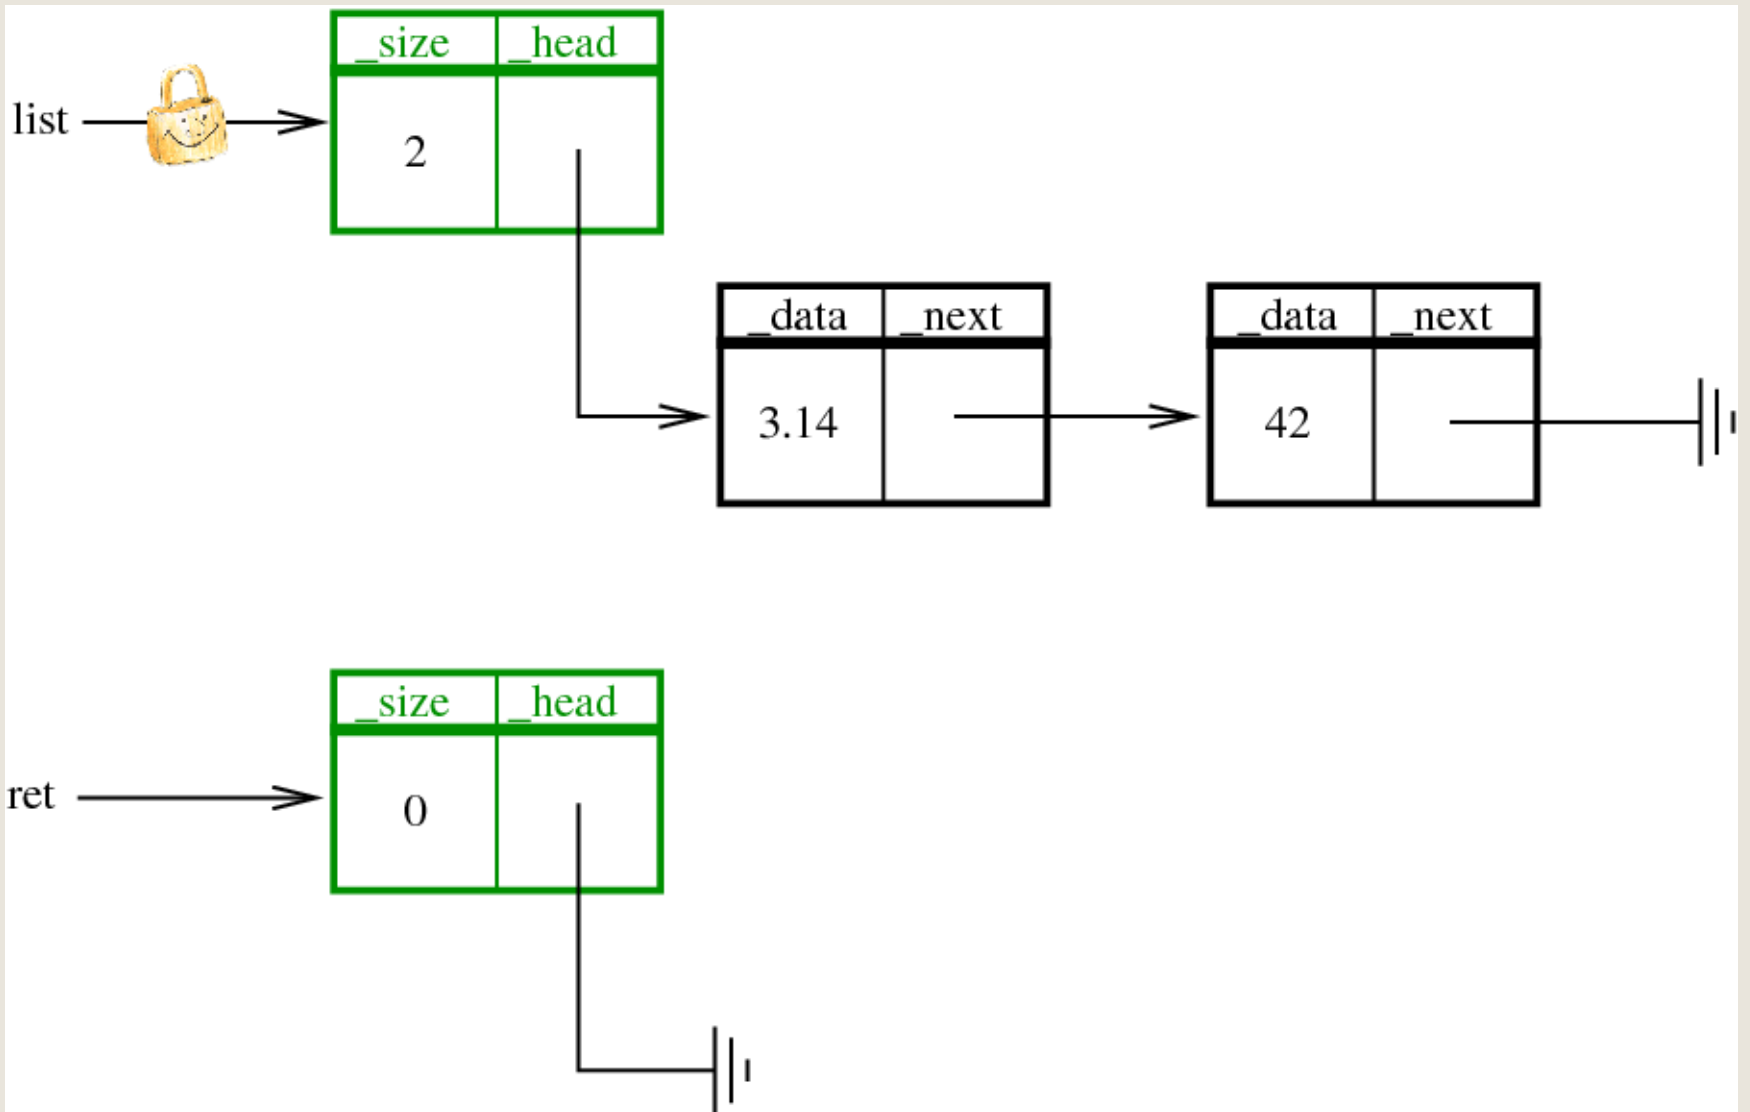 _size _head
list
2
_data _next _data _next
3.14 42
_size _head
ret
0